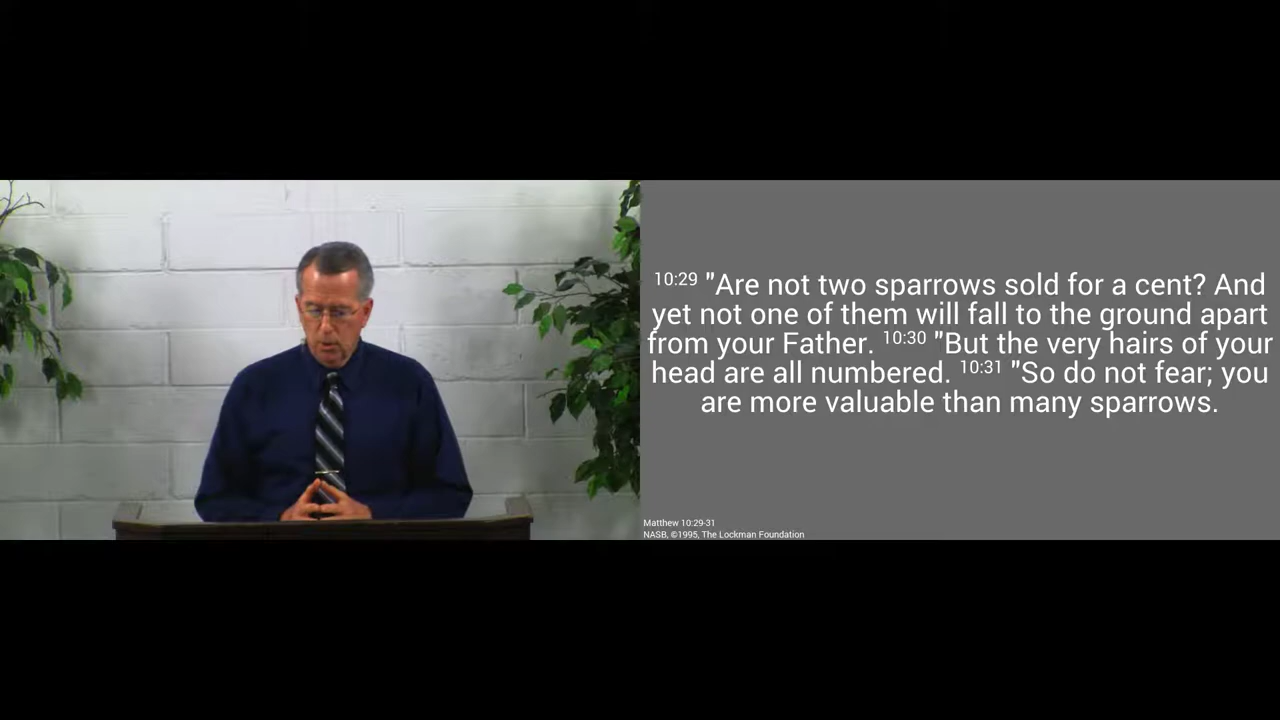 10:29 "Are not two sparrows sold for a cent? And
yet not one of them will fall to the ground apart
from your Father. 10:30 "But the very hairs of your
head are all numbered. 10:31 "So do not fear; you
are more valuable than many sparrows.
Matthew 10:29-31
NASB, ©1995, The Lockman Foundation